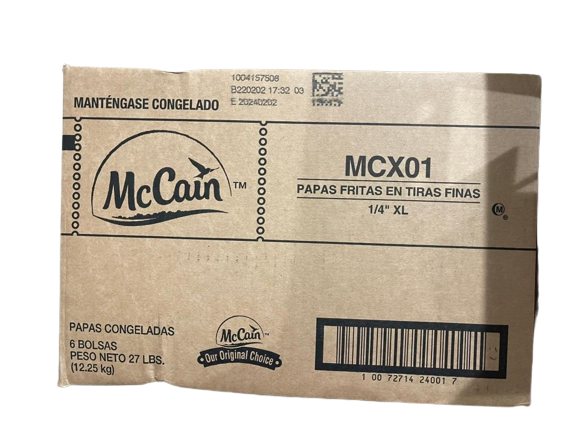 1004157508
B220202 17:32 03
E 20240202
MANTÉNGASE CONGELADO
McCain™
MCX01
PAPAS FRITAS EN TIRAS FINAS
1/4" XL
M
PAPAS CONGELADAS
6 BOLSAS
PESO NETO 27 LBS.
(12.25 kg)
McCain™
Our Original Choice
1 00 72714 24001 7